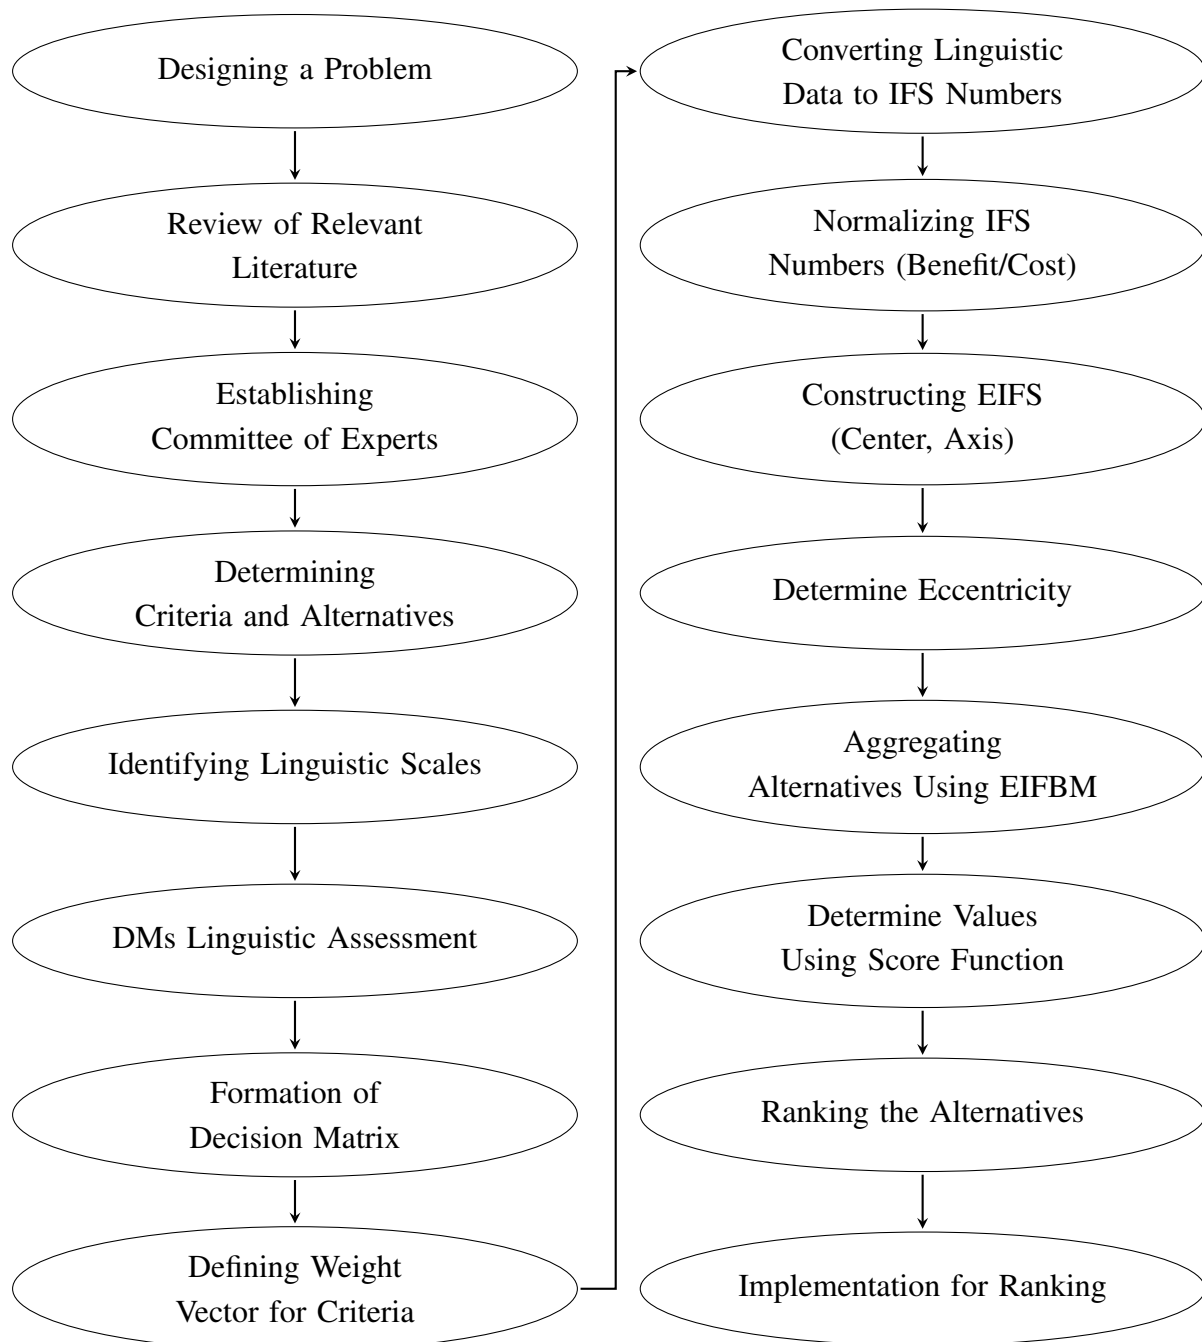 Designing a Problem
Review of Relevant
Literature
Establishing
Committee of Experts
Determining
Criteria and Alternatives
Identifying Linguistic Scales
DMs Linguistic Assessment
Formation of
Decision Matrix
Defining Weight
Vector for Criteria
Converting Linguistic
Data to IFS Numbers
Normalizing IFS
Numbers (Benefit/Cost)
Constructing EIFS
(Center, Axis)
Determine Eccentricity
Aggregating
Alternatives Using EIFBM
Determine Values
Using Score Function
Ranking the Alternatives
Implementation for Ranking